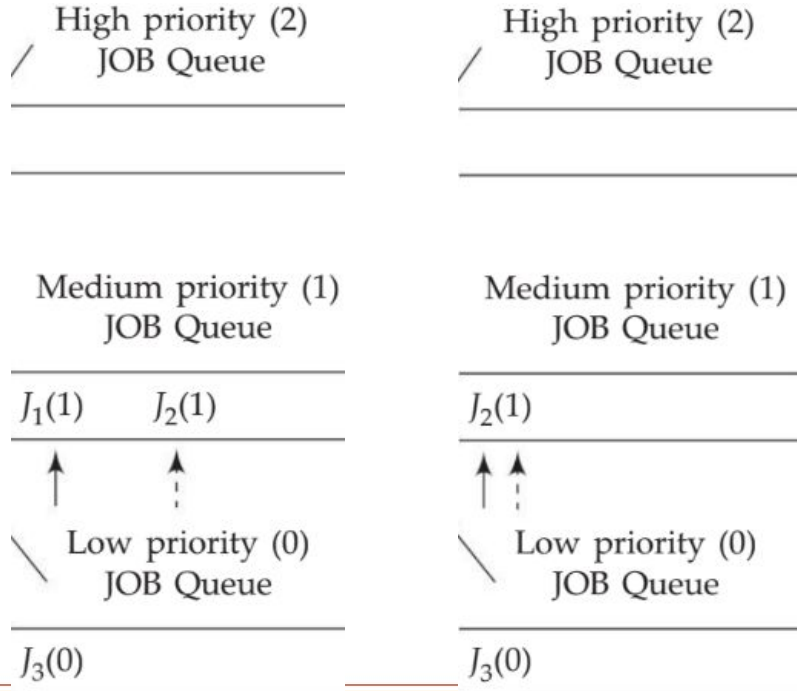 High priority (2)
JOB Queue
Medium priority (1)
JOB Queue
J₁(1) J₂(1)
Low priority (0)
JOB Queue
J₃(0)
High priority (2)
JOB Queue
Medium priority (1)
JOB Queue
J₂(1)
Low priority (0)
JOB Queue
J₃(0)